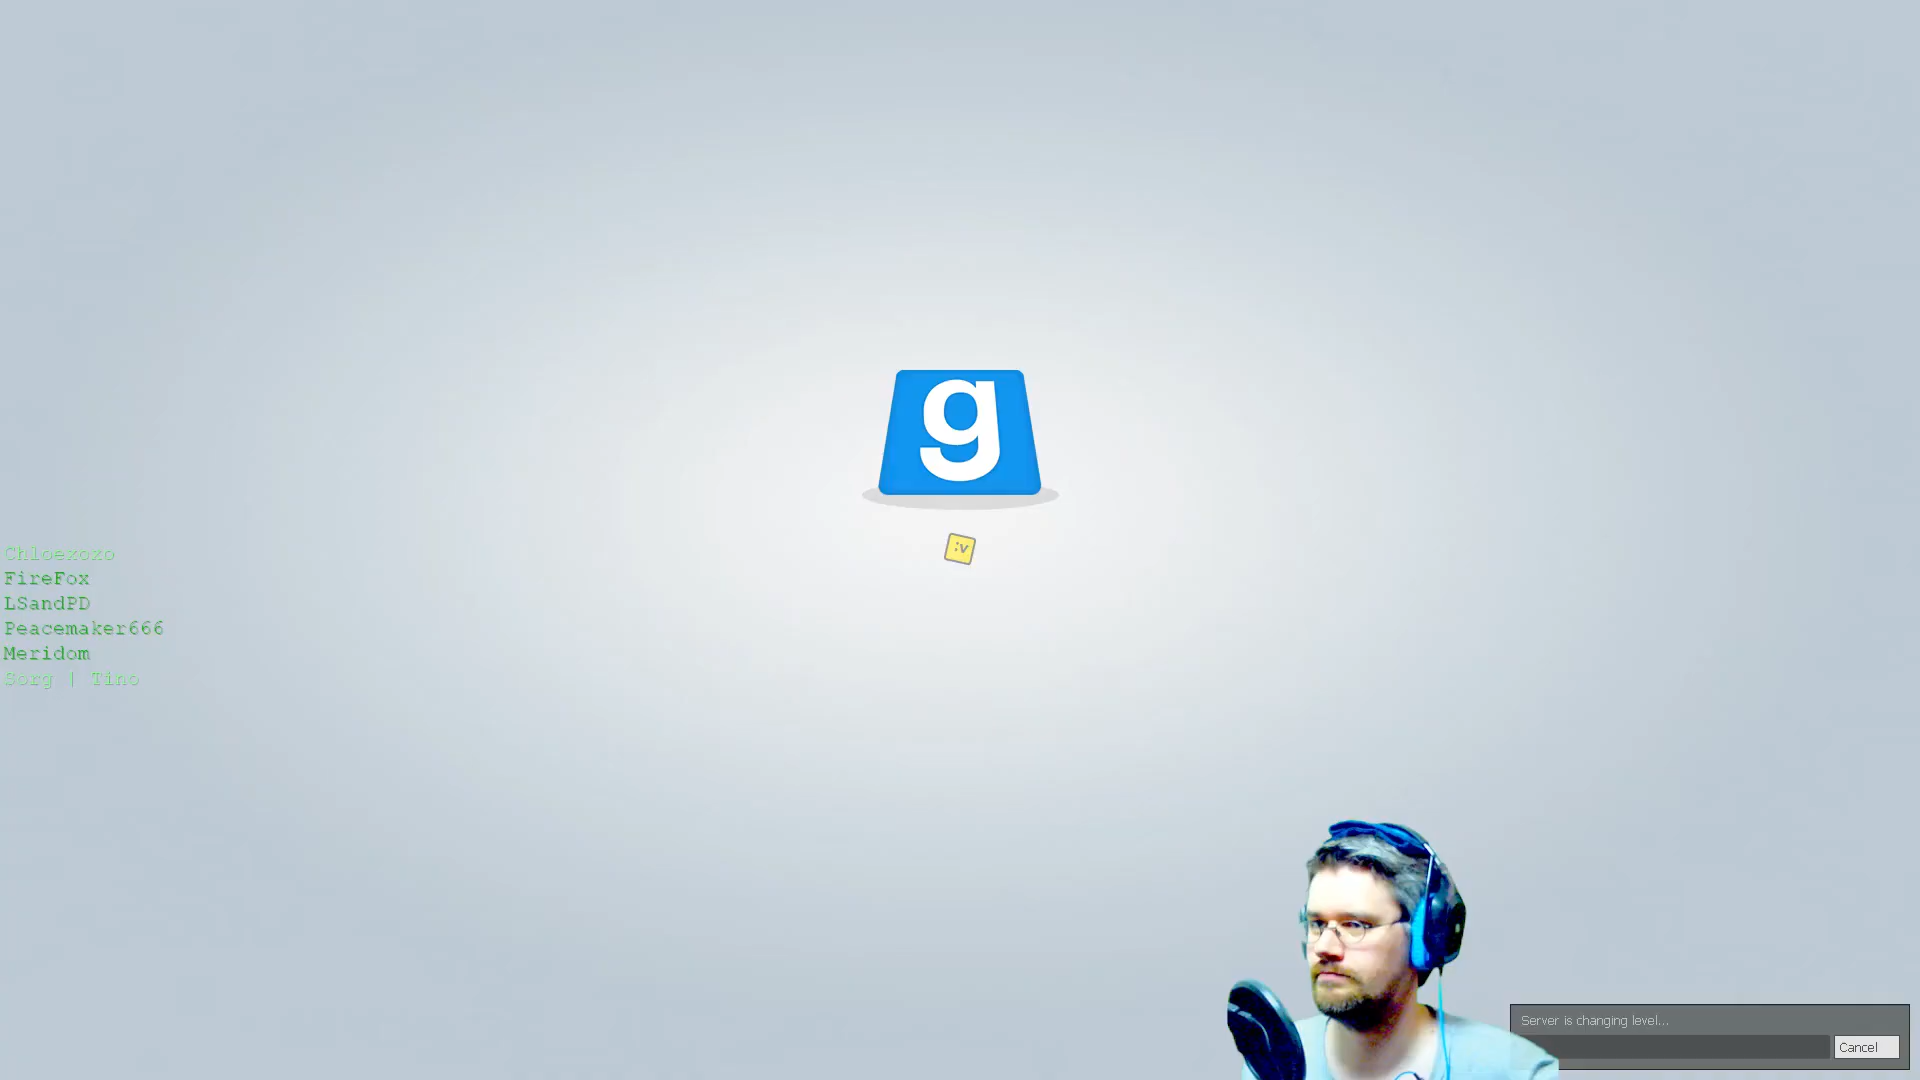 g
:v
Chloexoxo
FireFox
LSandPD
Peacemaker666
Meridom
Sorg | Tino
Server is changing level...
Cancel